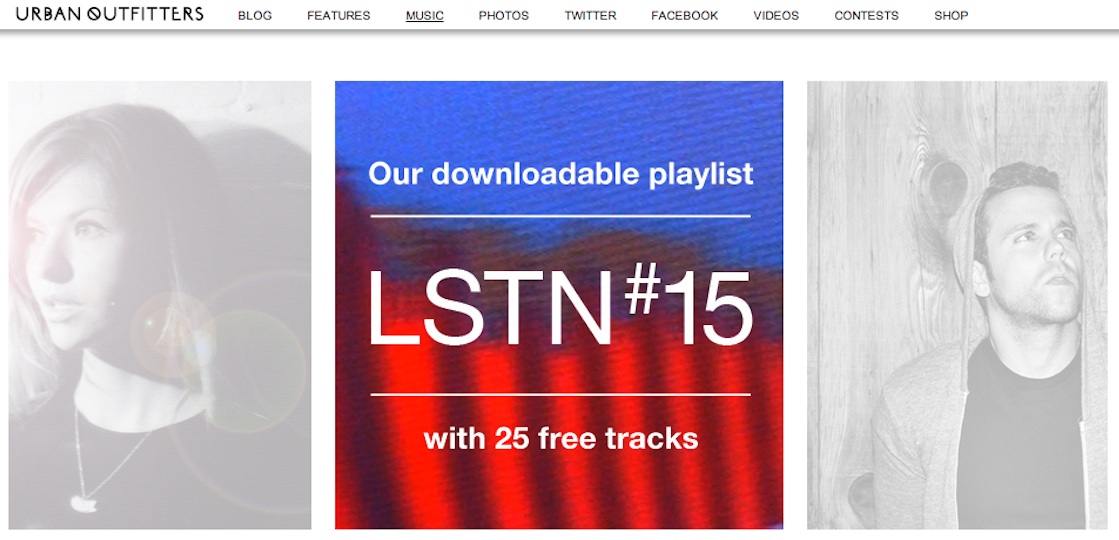 URBAN OUTFITTERS BLOG FEATURES MUSIC PHOTOS TWITTER FACEBOOK VIDEOS CONTESTS SHOP
Our downloadable playlist
LSTN #15
with 25 free tracks